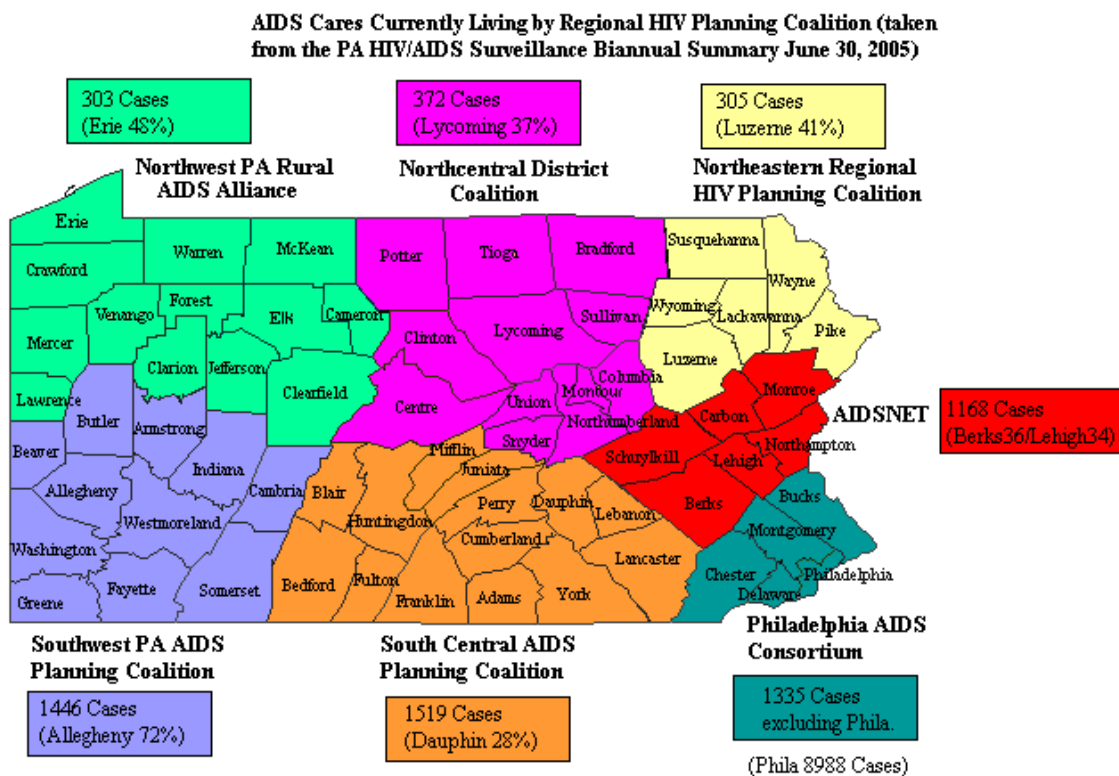 AIDS Cares Currently Living by Regional HIV Planning Coalition (taken
from the PA HIV/AIDS Surveillance Biannual Summary June 30, 2005)
303 Cases
(Erie 48%)
372 Cases
(Lycoming 37%)
305 Cases
(Luzerne 41%)
Northwest PA Rural
AIDS Alliance
Northcentral District
Coalition
Northeastern Regional
HIV Planning Coalition
Erie
Crawford
Warren
McKean
Potter
Tioga
Bradford
Susquehanna
Wayne
Mercer
Venango
Forest
Elk
Cameron
Clinton
Lycoming
Sullivan
Wyoming
Lackawanna
Pike
Lawrence
Clarion
Jefferson
Clearfield
Centre
Union
Montour
Columbia
Luzerne
Monroe
Carbon
AIDSNET
1168 Cases
(Berks36/Lehigh34)
Butler
Armstrong
Beaver
Indiana
Cambria
Snyder
Northumberland
Schuylkill
Lehigh
Northampton
Allegheny
Westmoreland
Blair
Mifflin
Juniata
Huntingdon
Perry
Dauphin
Lebanon
Berks
Bucks
Montgomery
Washington
Fayette
Somerset
Greene
Bedford
Fulton
Franklin
Cumberland
Adams
York
Lancaster
Chester
Delaware
Philadelphia
Southwest PA AIDS
Planning Coalition
South Central AIDS
Planning Coalition
Philadelphia AIDS
Consortium
1446 Cases
(Allegheny 72%)
1519 Cases
(Dauphin 28%)
1335 Cases
excluding Phila.
(Phila 8988 Cases)